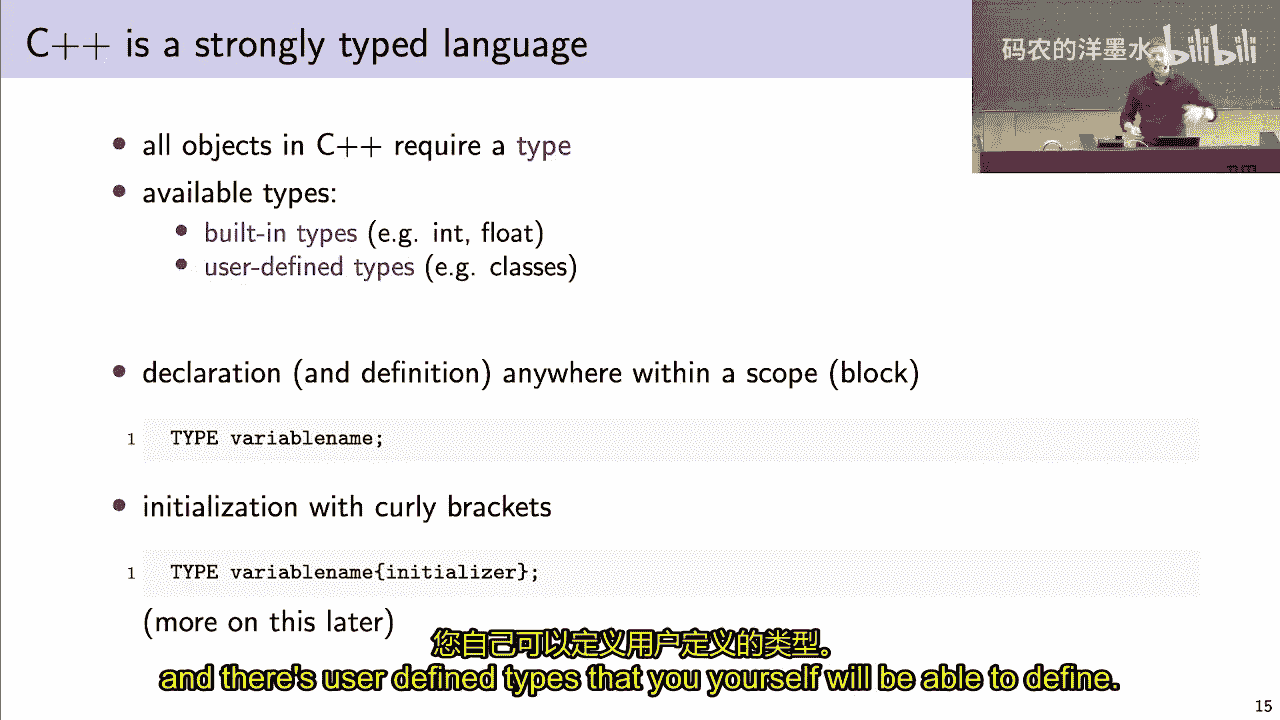 C++ is a strongly typed language
码农的洋墨水 bilibili
• all objects in C++ require a type
• available types:
• built-in types (e.g. int, float)
• user-defined types (e.g. classes)
• declaration (and definition) anywhere within a scope (block)
1 TYPE variablename;
• initialization with curly brackets
1 TYPE variablename{initializer};
(more on this later)
您自己可以定义用户定义的类型。
and there's user defined types that you yourself will be able to define.
15